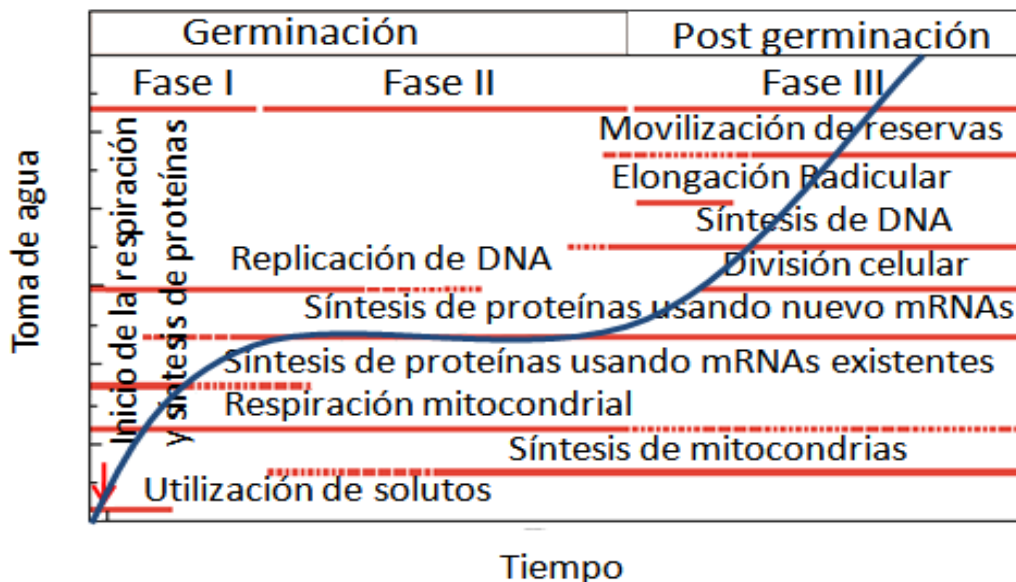 Germinación
Post germinación
Fase I
Fase II
Fase III
Movilización de reservas
Elongación Radicular
Síntesis de DNA
Replicación de DNA
División celular
Síntesis de proteínas usando nuevo mRNAs
Síntesis de proteínas usando mRNAs existentes
Respiración mitocondrial
Síntesis de mitocondrias
Utilización de solutos
Inicio de la respiración
y síntesis de proteínas
Toma de agua
Tiempo